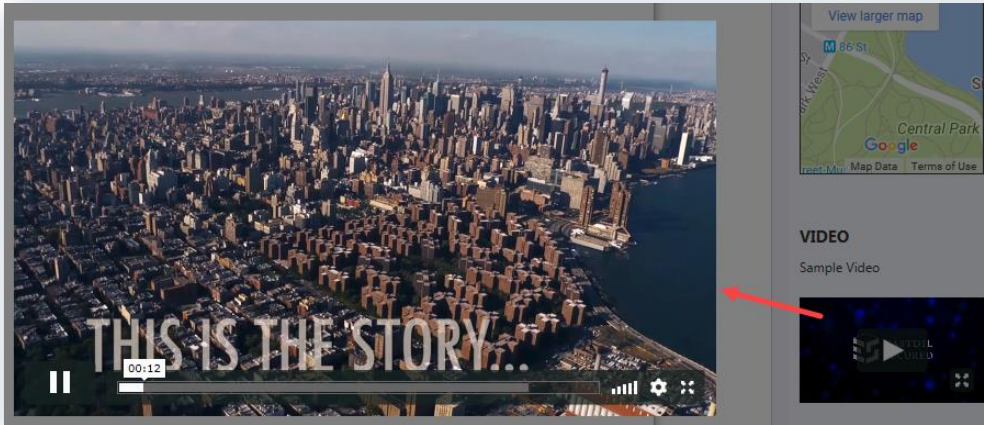 THIS IS THE STORY...
00:12
View larger map
M 86 St
Central Park
Google
Map Data
Terms of Use
VIDEO
Sample Video